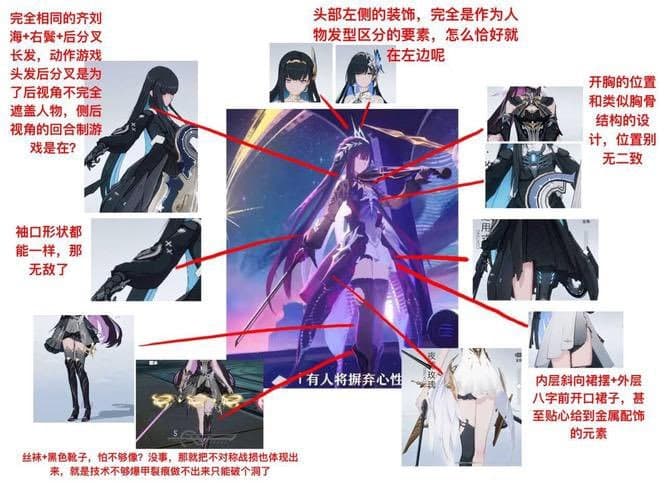 完全相同的齐刘
海+右鬓+后分叉
长发，动作游戏
头发后分叉是为
了后视角不完全
遮盖人物，侧后
视角的回合制游
戏是在？
头部左侧的装饰，完全是作为人
物发型区分的要素，怎么恰好就
在左边呢
开胸的位置
和类似胸骨
结构的设
计，位置别
无二致
袖口形状都
能一样，那
无敌了
「有人将摒弃心性
内层斜向裙摆+外层
八字前开口裙子，甚
至贴心给到金属配饰
的元素
丝袜+黑色靴子，怕不够像？没事，那就把不对称战损也体现出
来，就是技术不够爆甲裂痕做不出来只能破个洞了